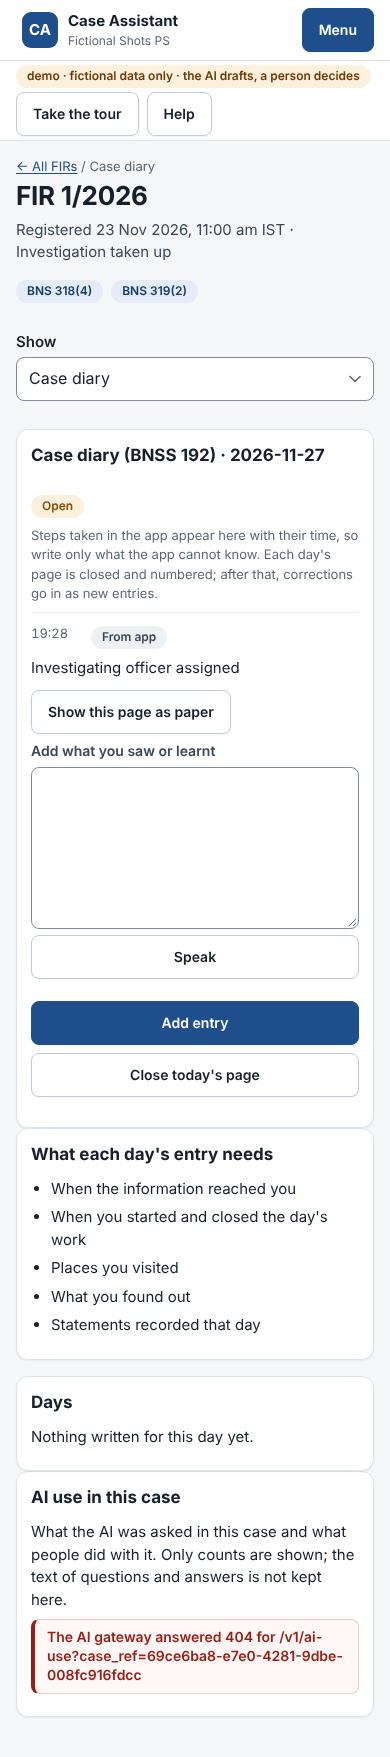 CA
Case Assistant
Fictional Shots PS
Menu
demo · fictional data only · the AI drafts, a person decides
Take the tour
Help
← All FIRs / Case diary
FIR 1/2026
Registered 23 Nov 2026, 11:00 am IST ·
Investigation taken up
BNS 318(4)
BNS 319(2)
Show
Case diary
Case diary (BNSS 192) · 2026-11-27
Open
Steps taken in the app appear here with their time, so
write only what the app cannot know. Each day's
page is closed and numbered; after that, corrections
go in as new entries.
19:28
From app
Investigating officer assigned
Show this page as paper
Add what you saw or learnt
Speak
Add entry
Close today's page
What each day's entry needs
• When the information reached you
• When you started and closed the day's
work
• Places you visited
• What you found out
• Statements recorded that day
Days
Nothing written for this day yet.
AI use in this case
What the AI was asked in this case and what
people did with it. Only counts are shown; the
text of questions and answers is not kept
here.
The AI gateway answered 404 for /v1/ai-
use?case_ref=69ce6ba8-e7e0-4281-9dbe-
008fc916fdcc